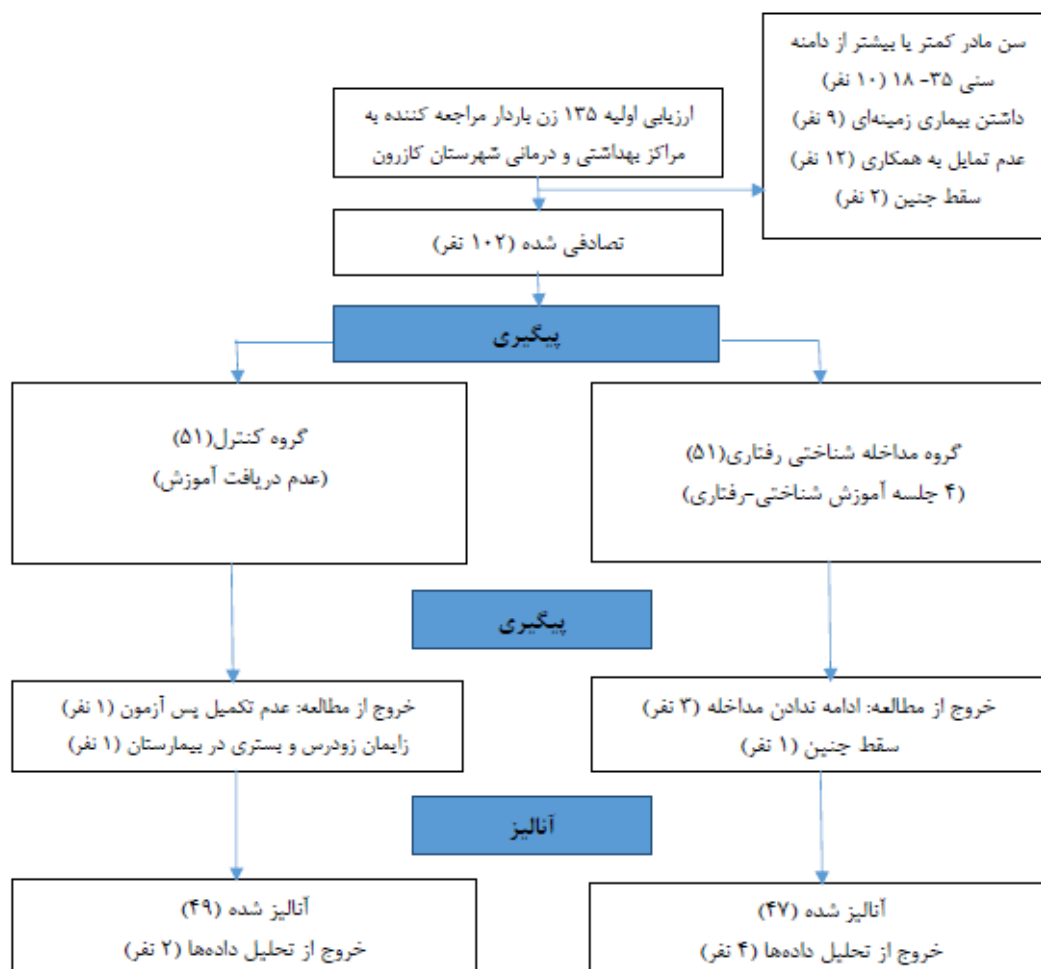 سن مادر کمتر یا بیشتر از دامنه
سنی ۳۵- ۱۸ (۱۰ نفر)
داشتن بیماری زمینه‌ای (۹ نفر)
عدم تمایل به همکاری (۱۲ نفر)
سقط جنین (۲ نفر)
ارزیابی اولیه ۱۳۵ زن باردار مراجعه کننده به
مراکز بهداشتی و درمانی شهرستان کازرون
تصادفی شده (۱۰۲ نفر)
پیگیری
گروه مداخله شناختی رفتاری(۵۱)
(۴ جلسه آموزش شناختی-رفتاری)
گروه کنترل(۵۱)
(عدم دریافت آموزش)
پیگیری
خروج از مطالعه: ادامه ندادن مداخله (۳ نفر)
سقط جنین (۱ نفر)
خروج از مطالعه: عدم تکمیل پس آزمون (۱ نفر)
زایمان زودرس و بستری در بیمارستان (۱ نفر)
آنالیز
آنالیز شده (۴۷)
خروج از تحلیل داده‌ها (۴ نفر)
آنالیز شده (۴۹)
خروج از تحلیل داده‌ها (۲ نفر)